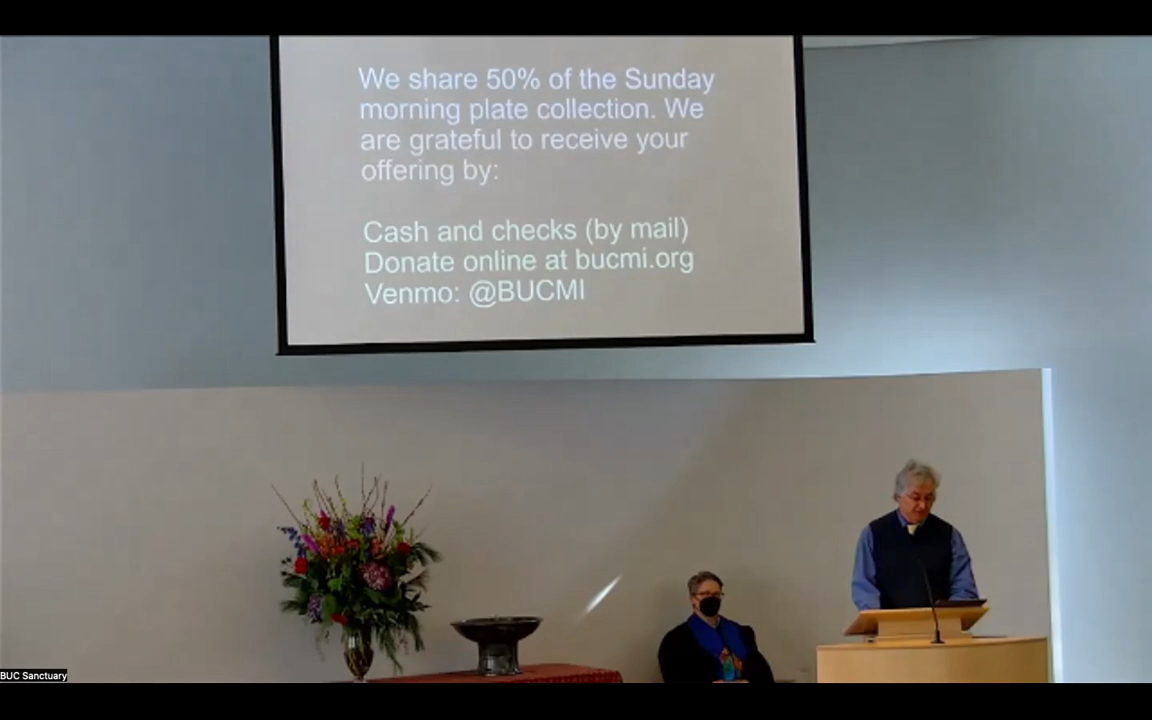 We share 50% of the Sunday
morning plate collection. We
are grateful to receive your
offering by:
Cash and checks (by mail)
Donate online at bucmi.org
Venmo: @BUCMI
BUC Sanctuary